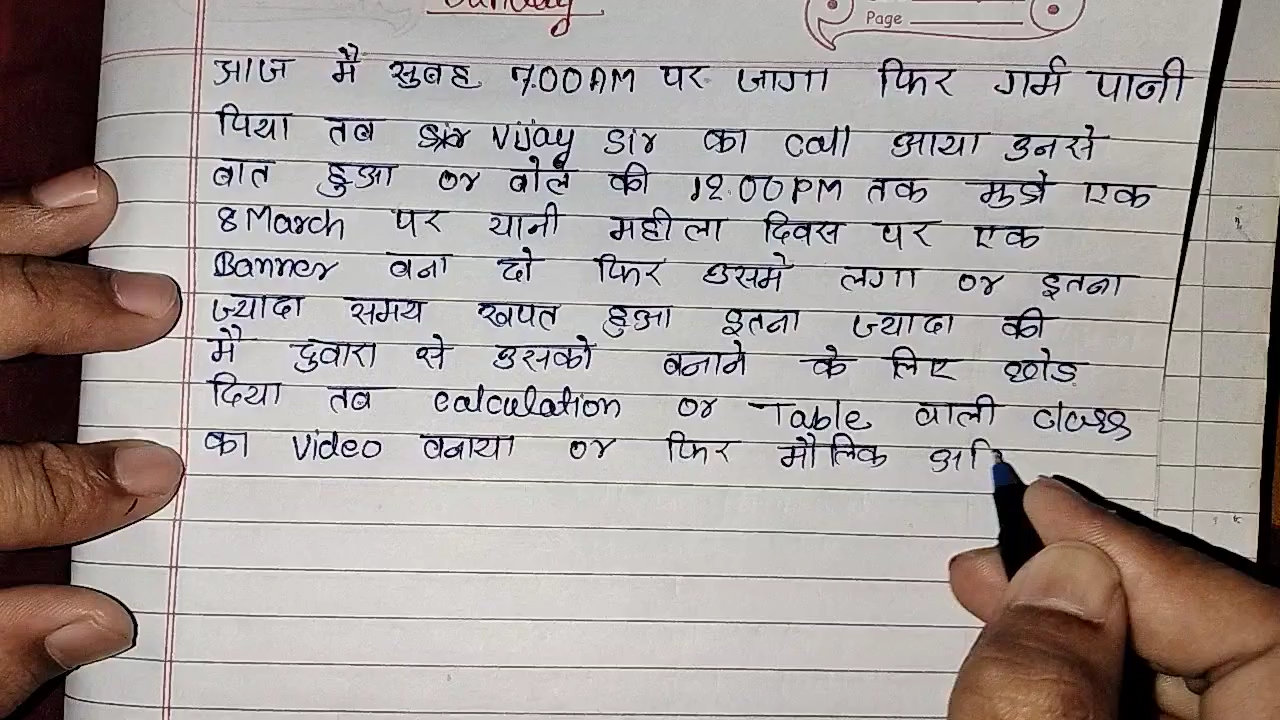 Sunday
Page
आज मै सुबह 7.00AM पर जागा फिर गर्म पानी
पिया तब Vijay Sir का call आया उनसे
बात हुआ or बोले की 12.00PM तक मुझे एक
8 March पर यानी महीला दिवस पर एक
Banner बना दो फिर उसमे लगा or इतना
ज्यादा समय खपत हुआ इतना ज्यादा की
मै दुवारा से उसको बनाने के लिए छोड
दिया तब calculation or Table वाली class
का video बनाया or फिर मौलिक अि